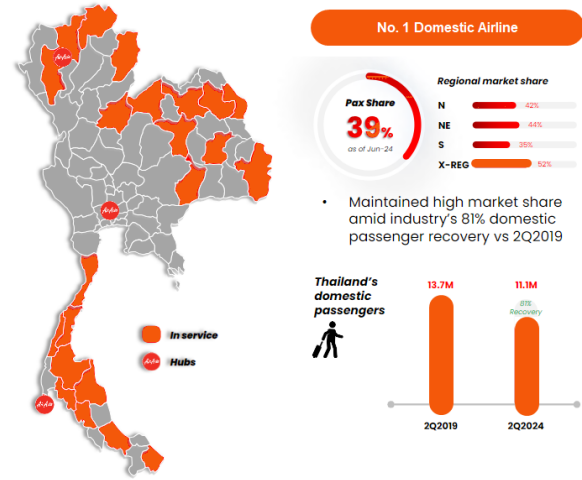 No. 1 Domestic Airline
Pax Share
39%
as of Jun-24
Regional market share
N 42%
NE 44%
S 35%
X-REG 52%
• Maintained high market share
amid industry's 81% domestic
passenger recovery vs 2Q2019
Thailand's
domestic
passengers
13.7M
11.1M
81%
Recovery
2Q2019
2Q2024
AirAsia
AirAsia
In service
AirAsia
Hubs
AirAsia